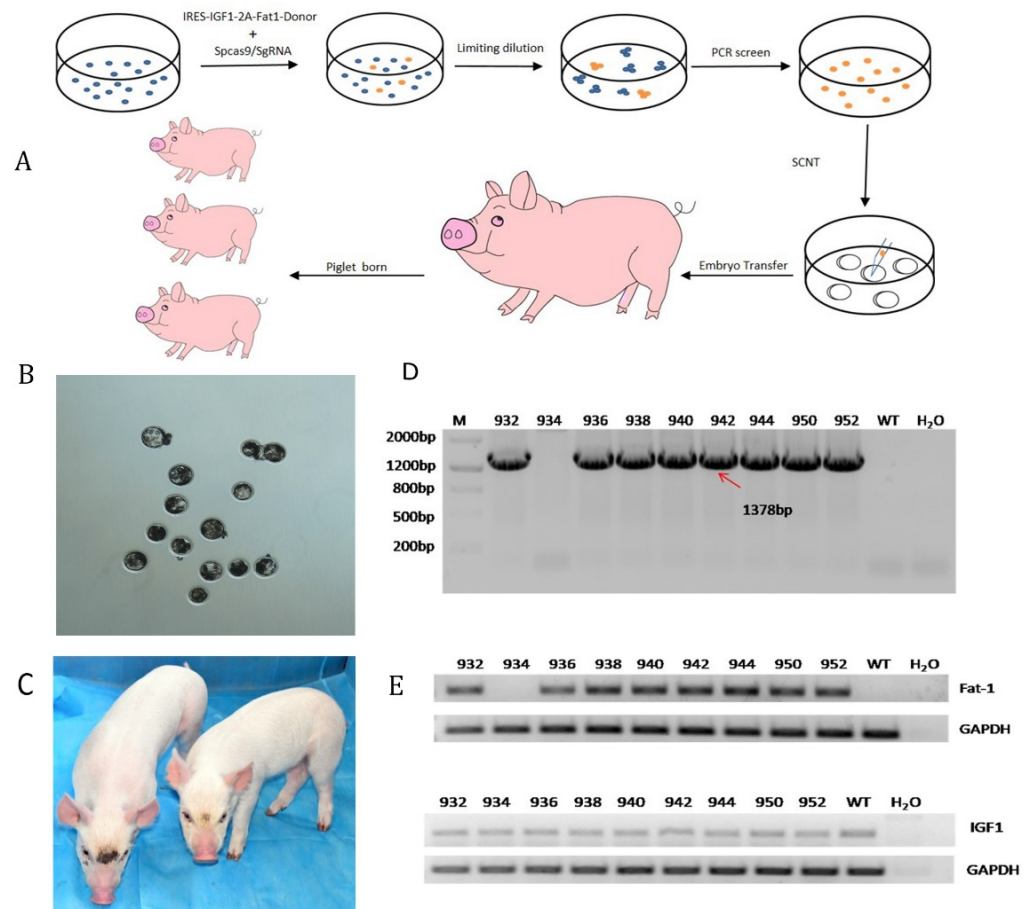 IRES-IGF1-2A-Fat1-Donor
+
Spcas9/SgRNA
Limiting dilution
PCR screen
A
SCNT
Embryo Transfer
Piglet born
B
D
M 932 934 936 938 940 942 944 950 952 WT H₂O
2000bp
1200bp
800bp
500bp
200bp
1378bp
C
E
932 934 936 938 940 942 944 950 952 WT H₂O
Fat-1
GAPDH
932 934 936 938 940 942 944 950 952 WT H₂O
IGF1
GAPDH